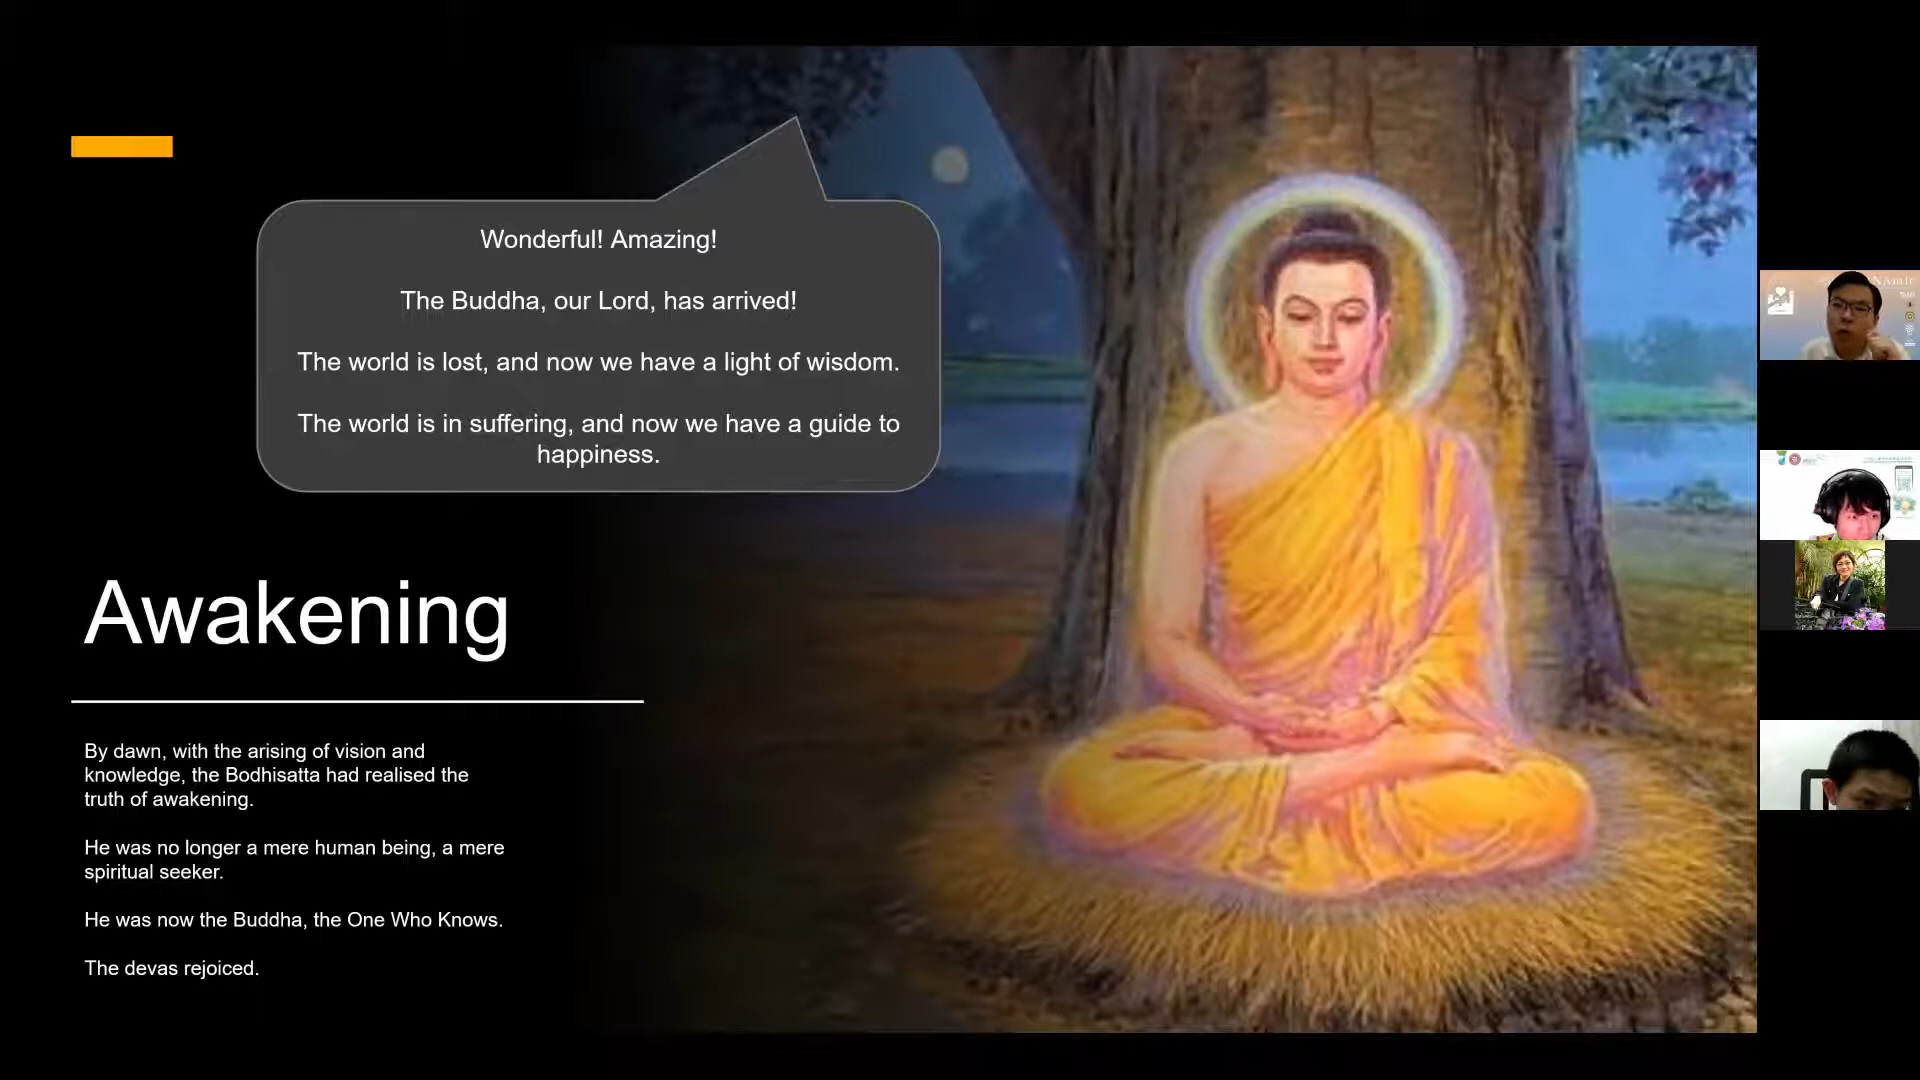 Wonderful! Amazing!
The Buddha, our Lord, has arrived!
The world is lost, and now we have a light of wisdom.
The world is in suffering, and now we have a guide to
happiness.
Awakening
By dawn, with the arising of vision and
knowledge, the Bodhisatta had realised the
truth of awakening.
He was no longer a mere human being, a mere
spiritual seeker.
He was now the Buddha, the One Who Knows.
The devas rejoiced.